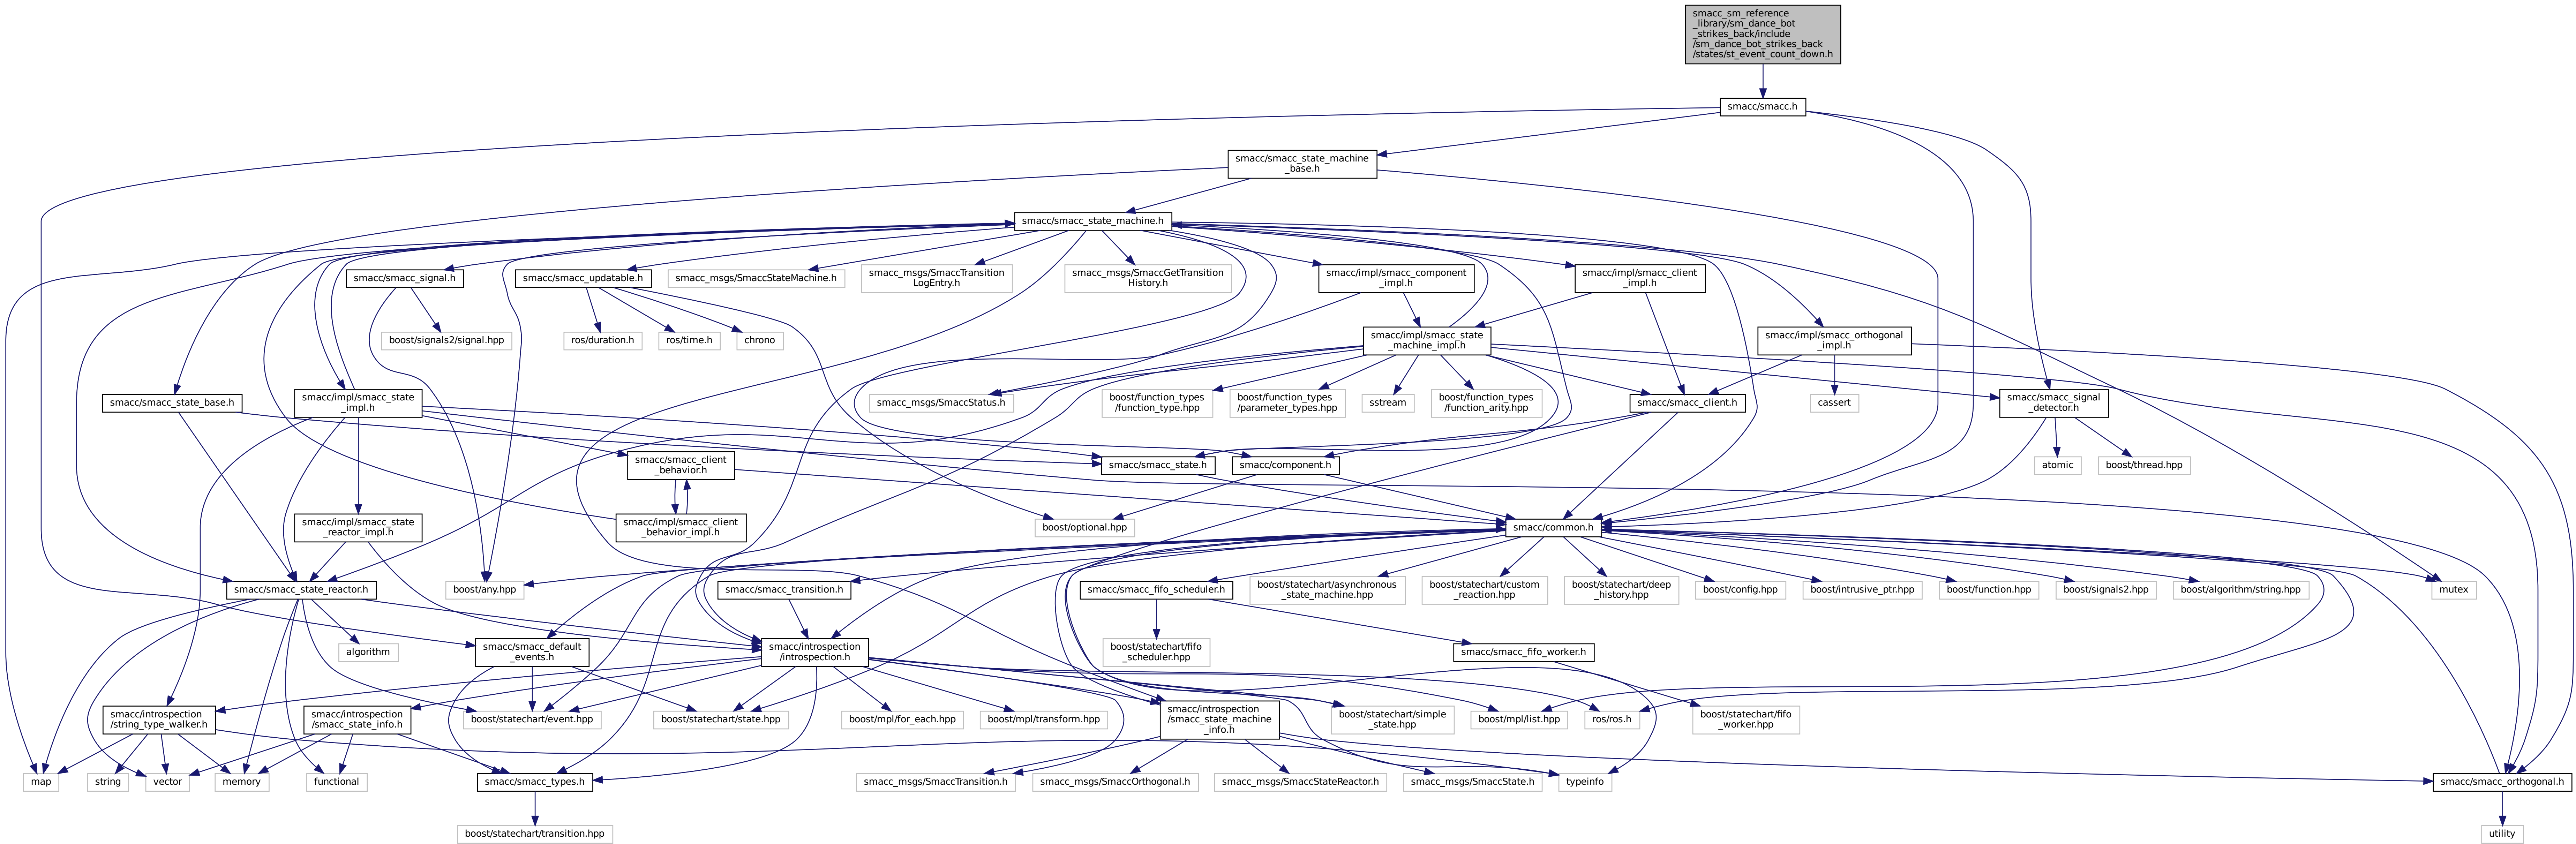 smacc_sm_reference
_library/sm_dance_bot
_strikes_back/include
/sm_dance_bot_strikes_back
/states/st_event_count_down.h
smacc/smacc.h
smacc/smacc_state_machine
_base.h
smacc/smacc_state_machine.h
smacc/smacc_signal.h
smacc/smacc_updatable.h
smacc_msgs/SmaccStateMachine.h
smacc_msgs/SmaccTransition
LogEntry.h
smacc_msgs/SmaccGetTransition
History.h
smacc/impl/smacc_component
_impl.h
smacc/impl/smacc_client
_impl.h
boost/signals2/signal.hpp
ros/duration.h
ros/time.h
chrono
smacc/impl/smacc_state
_machine_impl.h
smacc/impl/smacc_orthogonal
_impl.h
smacc/smacc_state_base.h
smacc/impl/smacc_state
_impl.h
smacc_msgs/SmaccStatus.h
boost/function_types
/function_type.hpp
boost/function_types
/parameter_types.hpp
sstream
boost/function_types
/function_arity.hpp
smacc/smacc_client.h
cassert
smacc/smacc_signal
_detector.h
smacc/smacc_client
_behavior.h
smacc/smacc_state.h
smacc/component.h
atomic
boost/thread.hpp
smacc/impl/smacc_state
_reactor_impl.h
smacc/impl/smacc_client
_behavior_impl.h
boost/optional.hpp
smacc/common.h
smacc/smacc_state_reactor.h
boost/any.hpp
smacc/smacc_transition.h
smacc/smacc_fifo_scheduler.h
boost/statechart/asynchronous
_state_machine.hpp
boost/statechart/custom
_reaction.hpp
boost/statechart/deep
_history.hpp
boost/config.hpp
boost/intrusive_ptr.hpp
boost/function.hpp
boost/signals2.hpp
boost/algorithm/string.hpp
mutex
algorithm
smacc/smacc_default
_events.h
smacc/introspection
/introspection.h
boost/statechart/fifo
_scheduler.hpp
smacc/smacc_fifo_worker.h
smacc/introspection
/string_type_walker.h
smacc/introspection
/smacc_state_info.h
boost/statechart/event.hpp
boost/statechart/state.hpp
boost/mpl/for_each.hpp
boost/mpl/transform.hpp
smacc/introspection
/smacc_state_machine
_info.h
boost/statechart/simple
_state.hpp
boost/mpl/list.hpp
ros/ros.h
boost/statechart/fifo
_worker.hpp
map
string
vector
memory
functional
smacc/smacc_types.h
smacc_msgs/SmaccTransition.h
smacc_msgs/SmaccOrthogonal.h
smacc_msgs/SmaccStateReactor.h
smacc_msgs/SmaccState.h
typeinfo
smacc/smacc_orthogonal.h
boost/statechart/transition.hpp
utility